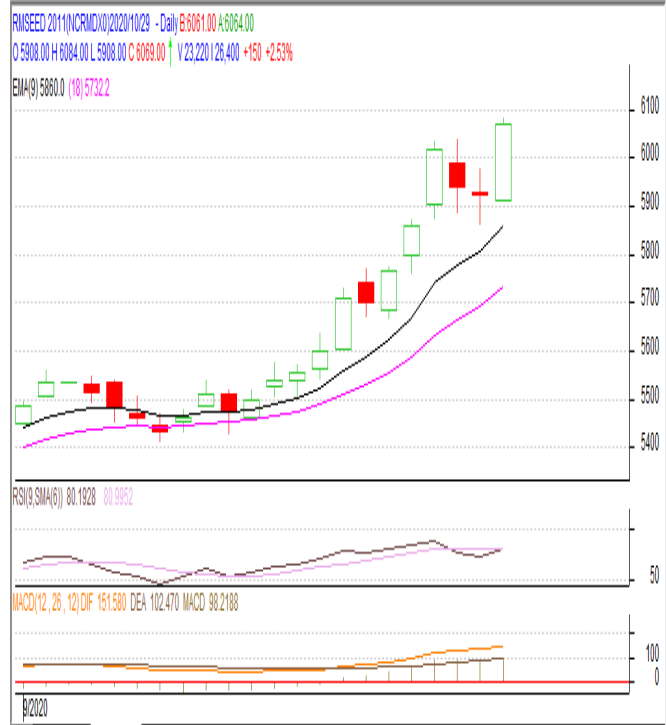 RMSEED 2011(NCRMDX0)2020/10/29 - Daily B:6061.00 A:6064.00
O 5908.00 H 6084.00 L 5908.00 C 6069.00 V 23,220 I 26,400 +150 +2.53%
EMA(9) 5860.0 (18) 5732.2
6100
6000
5900
5800
5700
5600
5500
5400
RSI(9,SMA(6)) 80.1928 80.9952
50
MACD(12 , 26 , 12) DIF 151.580 DEA 102.470 MACD 98.2188
100
0
9/2020